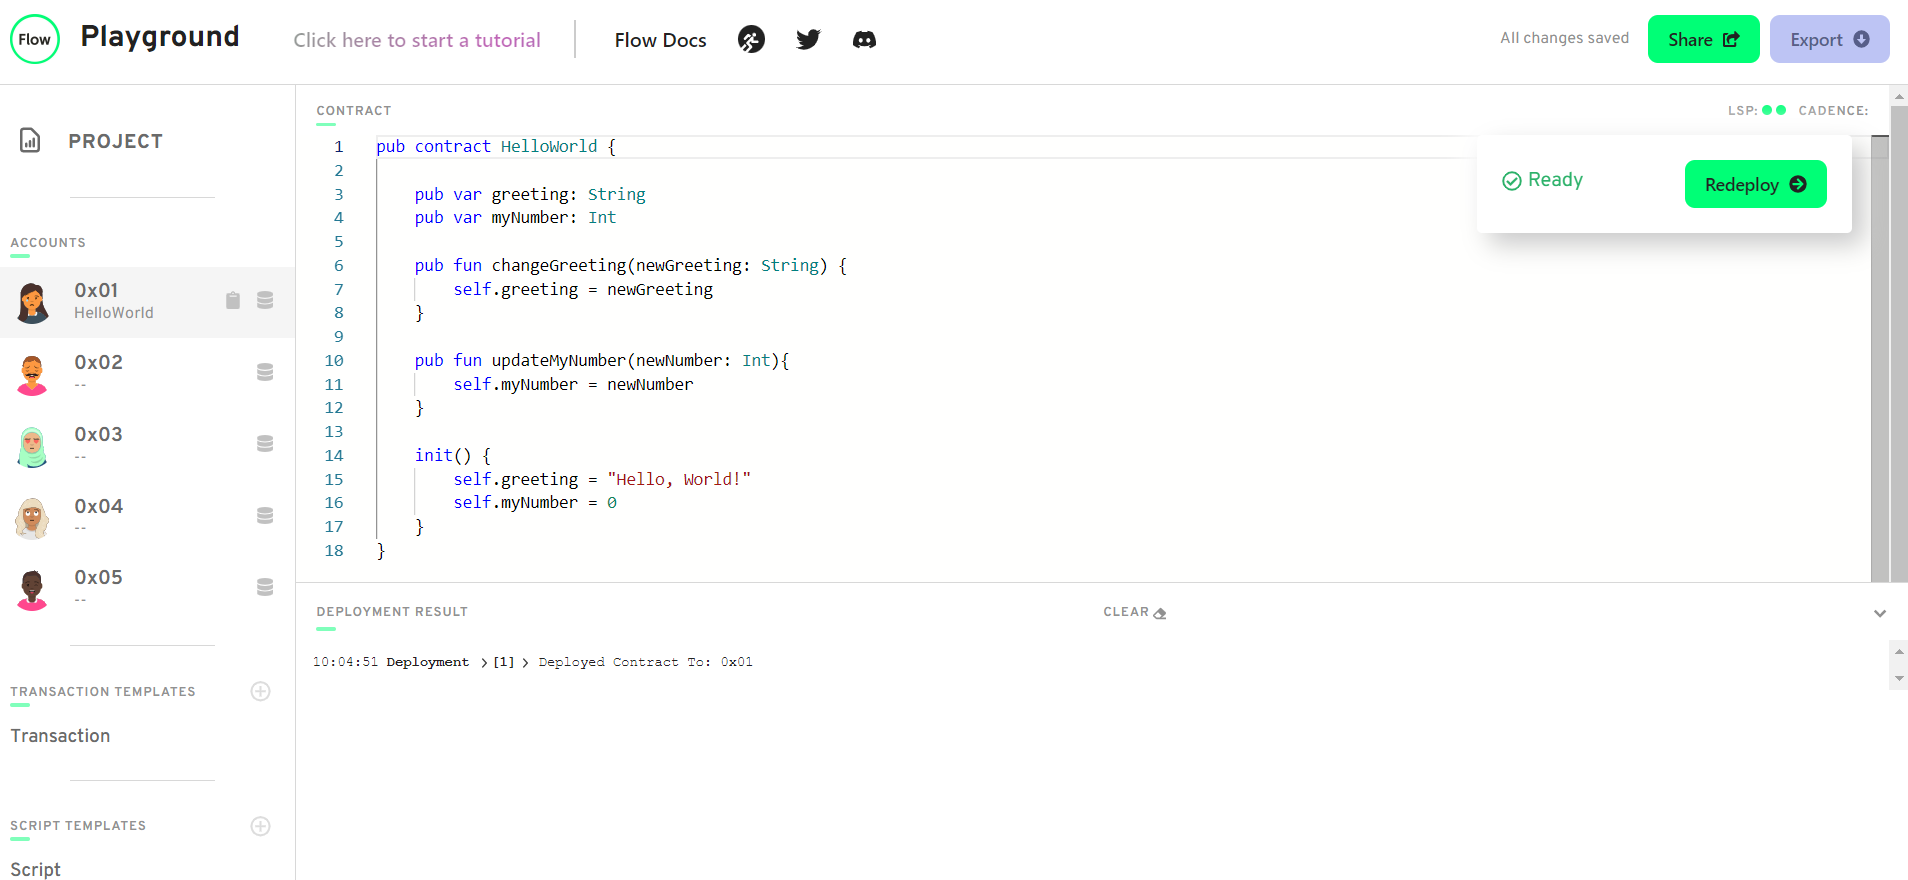 Flow Playground Click here to start a tutorial Flow Docs All changes saved Share Export
PROJECT
ACCOUNTS
0x01
HelloWorld
0x02
--
0x03
--
0x04
--
0x05
--
TRANSACTION TEMPLATES
Transaction
SCRIPT TEMPLATES
Script
CONTRACT LSP: CADENCE:
Ready Redeploy
1 pub contract HelloWorld {
2
3     pub var greeting: String
4     pub var myNumber: Int
5
6     pub fun changeGreeting(newGreeting: String) {
7         self.greeting = newGreeting
8     }
9
10     pub fun updateMyNumber(newNumber: Int){
11         self.myNumber = newNumber
12     }
13
14     init() {
15         self.greeting = "Hello, World!"
16         self.myNumber = 0
17     }
18 }
DEPLOYMENT RESULT CLEAR
10:04:51 Deployment > [1] > Deployed Contract To: 0x01